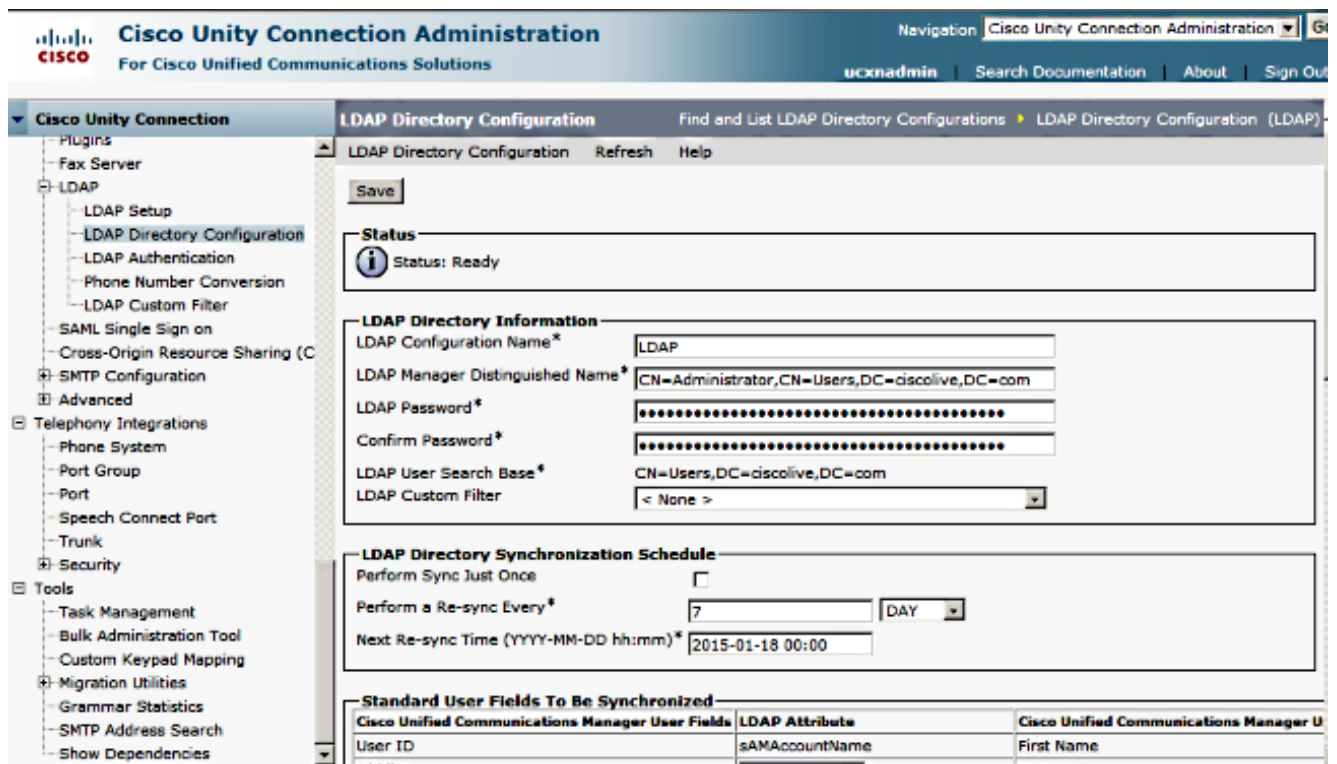 Cisco Unity Connection Administration
Navigation Cisco Unity Connection Administration
CISCO
For Cisco Unified Communications Solutions
ucxnadmin | Search Documentation | About | Sign Out
Cisco Unity Connection
Plugins
Fax Server
LDAP
LDAP Setup
LDAP Directory Configuration
LDAP Authentication
Phone Number Conversion
LDAP Custom Filter
SAML Single Sign on
Cross-Origin Resource Sharing (C
SMTP Configuration
Advanced
Telephony Integrations
Phone System
Port Group
Port
Speech Connect Port
Trunk
Security
Tools
Task Management
Bulk Administration Tool
Custom Keypad Mapping
Migration Utilities
Grammar Statistics
SMTP Address Search
Show Dependencies
LDAP Directory Configuration
Find and List LDAP Directory Configurations LDAP Directory Configuration (LDAP)
LDAP Directory Configuration Refresh Help
Save
Status
Status: Ready
LDAP Directory Information
LDAP Configuration Name* LDAP
LDAP Manager Distinguished Name* CN=Administrator,CN=Users,DC=ciscolive,DC=com
LDAP Password*
Confirm Password*
LDAP User Search Base* CN=Users,DC=ciscolive,DC=com
LDAP Custom Filter < None >
LDAP Directory Synchronization Schedule
Perform Sync Just Once
Perform a Re-sync Every* 7 DAY
Next Re-sync Time (YYYY-MM-DD hh:mm)* 2015-01-18 00:00
Standard User Fields To Be Synchronized
Cisco Unified Communications Manager User Fields LDAP Attribute Cisco Unified Communications Manager U
User ID sAMAccountName First Name